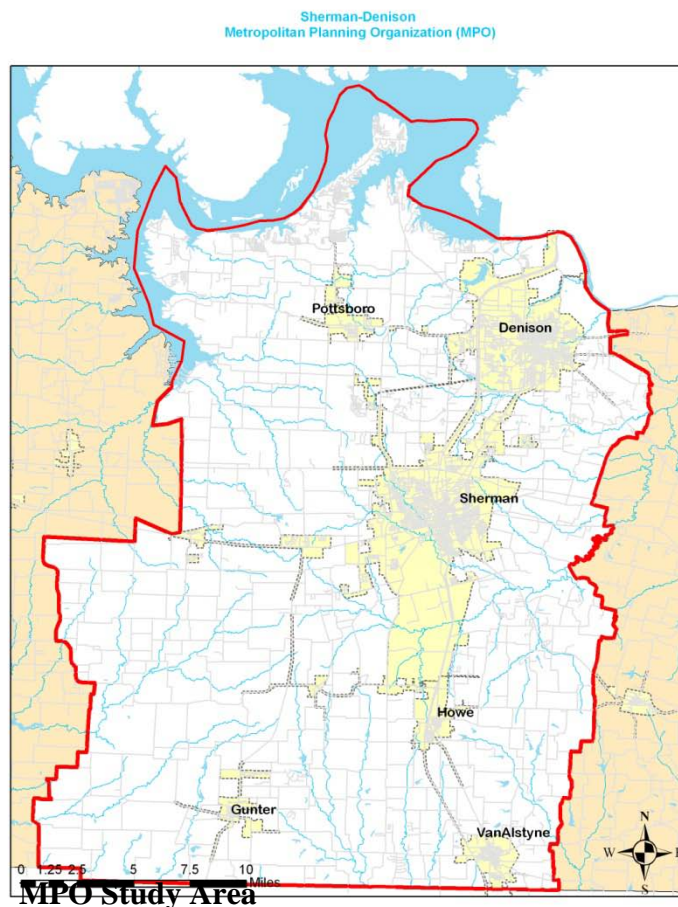 Sherman-Denison
Metropolitan Planning Organization (MPO)
Pottsboro
Denison
Sherman
Howe
Gunter
VanAlstyne
N
W
E
S
0 1.25 2.5 5 7.5 10
Miles
MPO Study Area